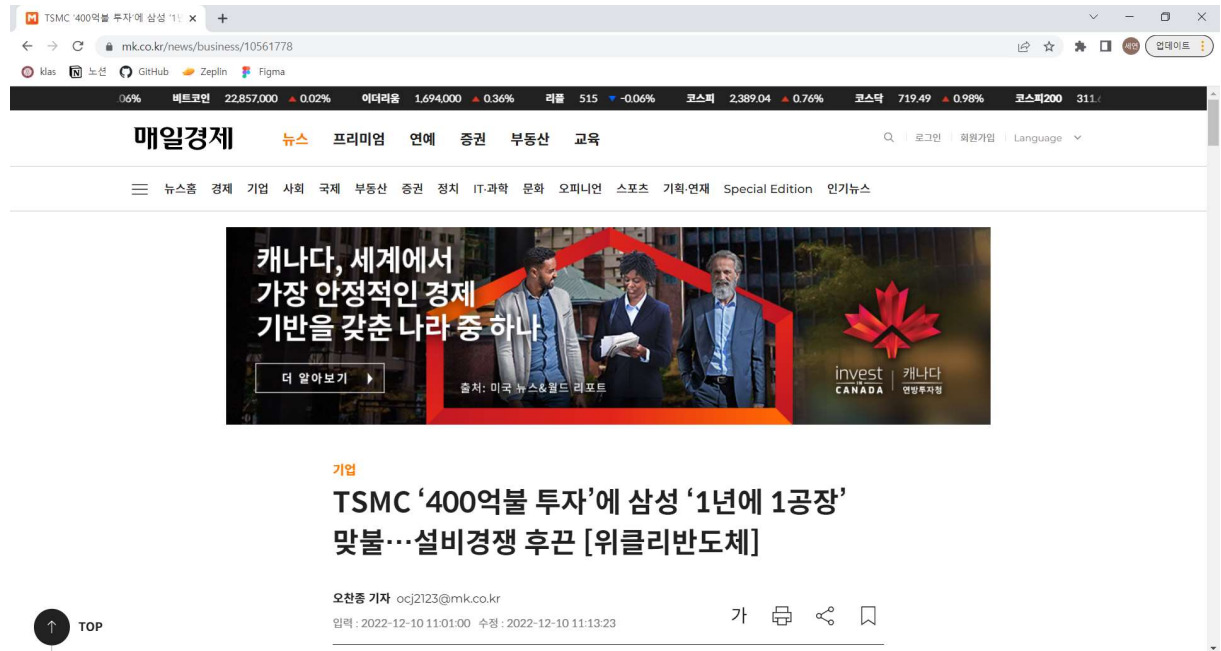 TSMC ‘400억불 투자’에 삼성 ‘1
mk.co.kr/news/business/10561778
세연
업데이트
klas
노션
GitHub
Zeplin
Figma
.06% 비트코인 22,857,000 ▲ 0.02% 이더리움 1,694,000 ▲ 0.36% 리플 515 ▼ -0.06% 코스피 2,389.04 ▲ 0.76% 코스닥 719.49 ▲ 0.98% 코스피200 311.
매일경제 뉴스 프리미엄 연예 증권 부동산 교육 로그인 회원가입 Language
뉴스홈 경제 기업 사회 국제 부동산 증권 정치 IT·과학 문화 오피니언 스포츠 기획·연재 Special Edition 인기뉴스
캐나다, 세계에서
가장 안정적인 경제
기반을 갖춘 나라 중 하나
더 알아보기
출처: 미국 뉴스&월드 리포트
invest
IN
CANADA
캐나다
연방투자청
기업
TSMC ‘400억불 투자’에 삼성 ‘1년에 1공장’
맞불…설비경쟁 후끈 [위클리반도체]
오찬종 기자 ocj2123@mk.co.kr
입력 : 2022-12-10 11:01:00 수정 : 2022-12-10 11:13:23
가
TOP